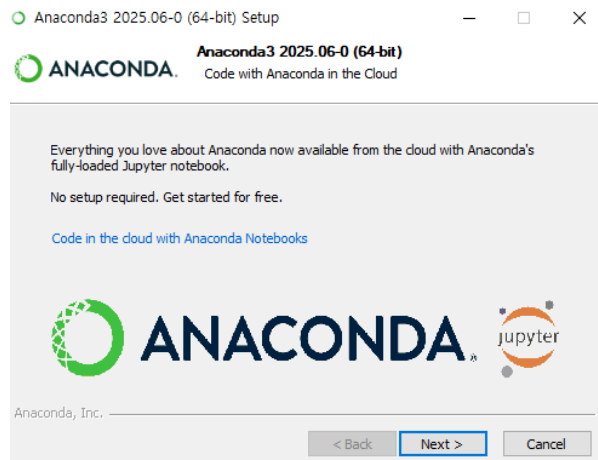 Anaconda3 2025.06-0 (64-bit) Setup
Anaconda3 2025.06-0 (64-bit)
ANACONDA.
Code with Anaconda in the Cloud
Everything you love about Anaconda now available from the cloud with Anaconda's
fully-loaded Jupyter notebook.
No setup required. Get started for free.
Code in the cloud with Anaconda Notebooks
ANACONDA.®
jupyter
Anaconda, Inc.
< Back
Next >
Cancel